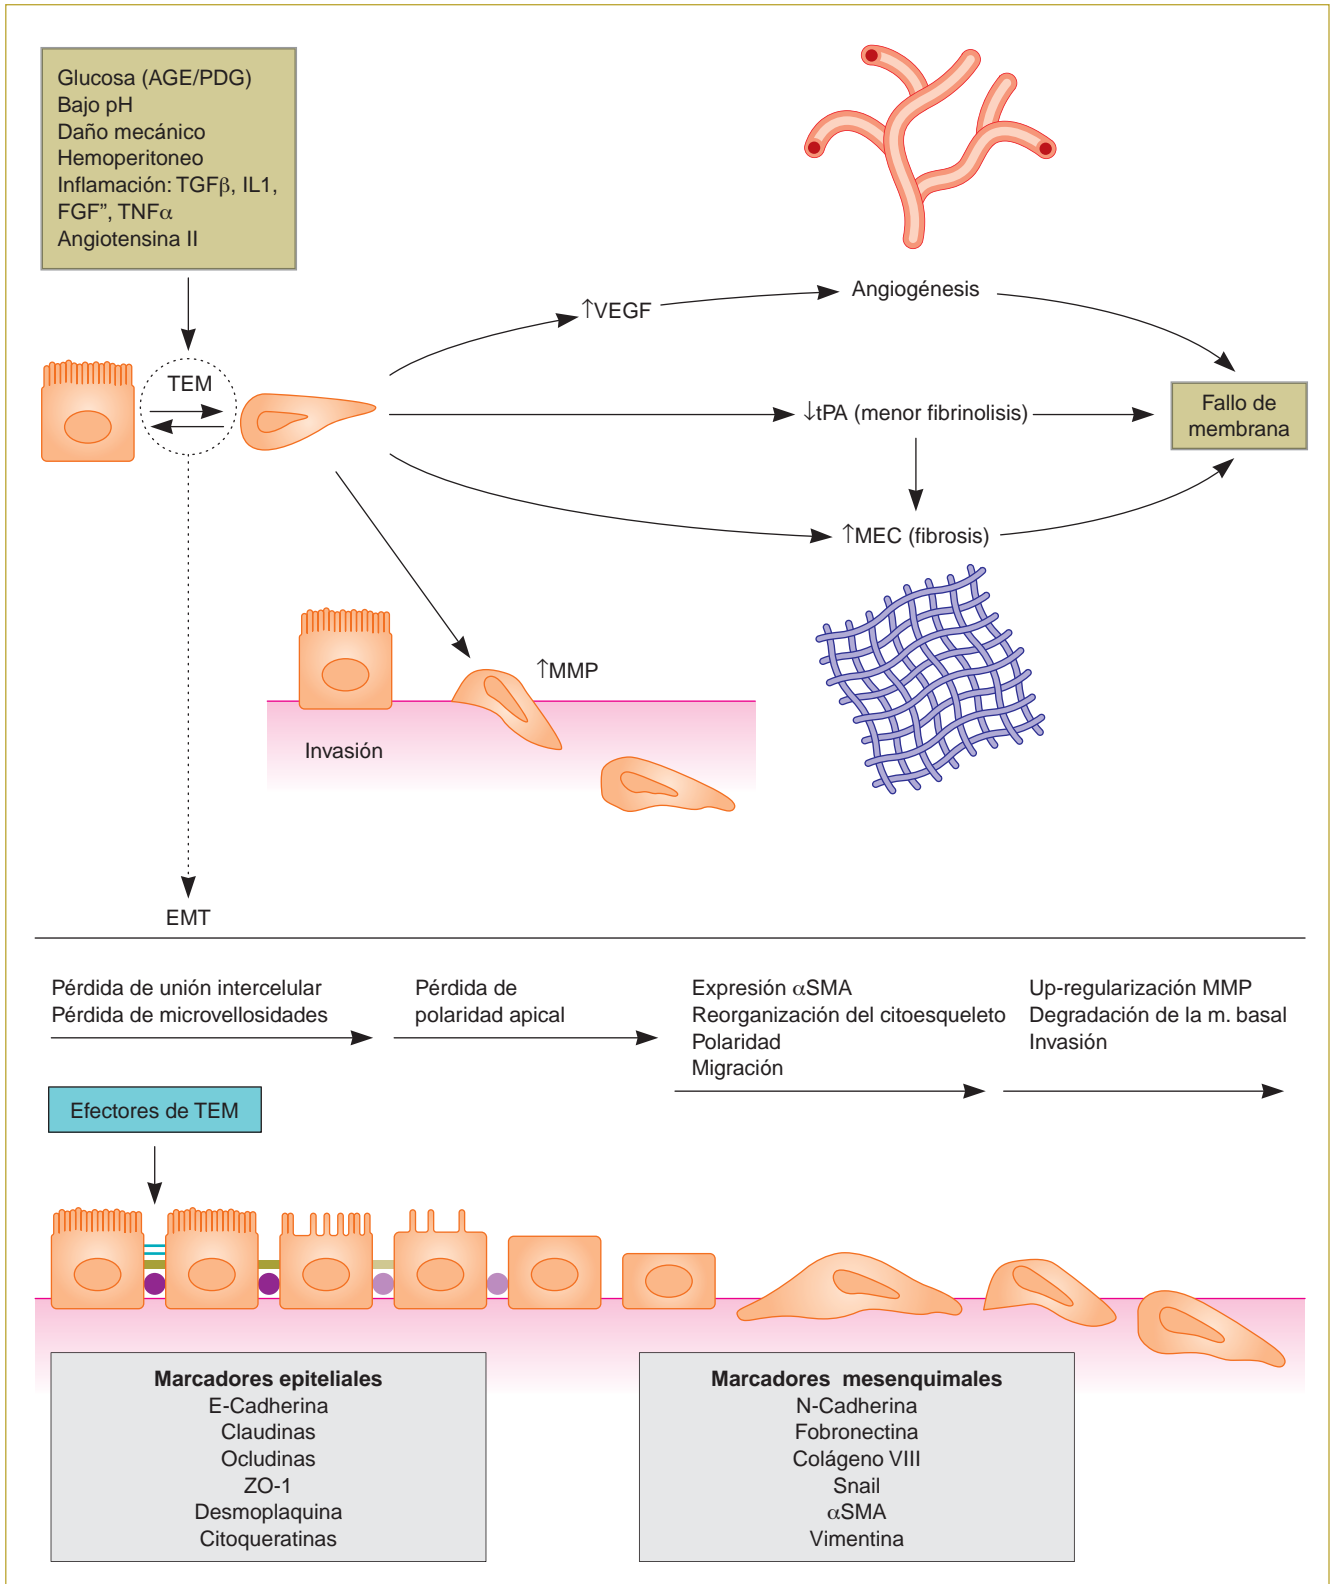 Glucosa (AGE/PDG)
Bajo pH
Daño mecánico
Hemoperitoneo
Inflamación: TGFβ, IL1,
FGF”, TNFα
Angiotensina II
TEM
↑VEGF
Angiogénesis
↓tPA (menor fibrinolisis)
Fallo de
membrana
↑MEC (fibrosis)
↑MMP
Invasión
EMT
Pérdida de unión intercelular
Pérdida de microvellosidades
Pérdida de
polaridad apical
Expresión αSMA
Reorganización del citoesqueleto
Polaridad
Migración
Up-regularización MMP
Degradación de la m. basal
Invasión
Efectores de TEM
Marcadores epiteliales
E-Cadherina
Claudinas
Ocludinas
ZO-1
Desmoplaquina
Citoqueratinas
Marcadores mesenquimales
N-Cadherina
Fobronectina
Colágeno VIII
Snail
αSMA
Vimentina